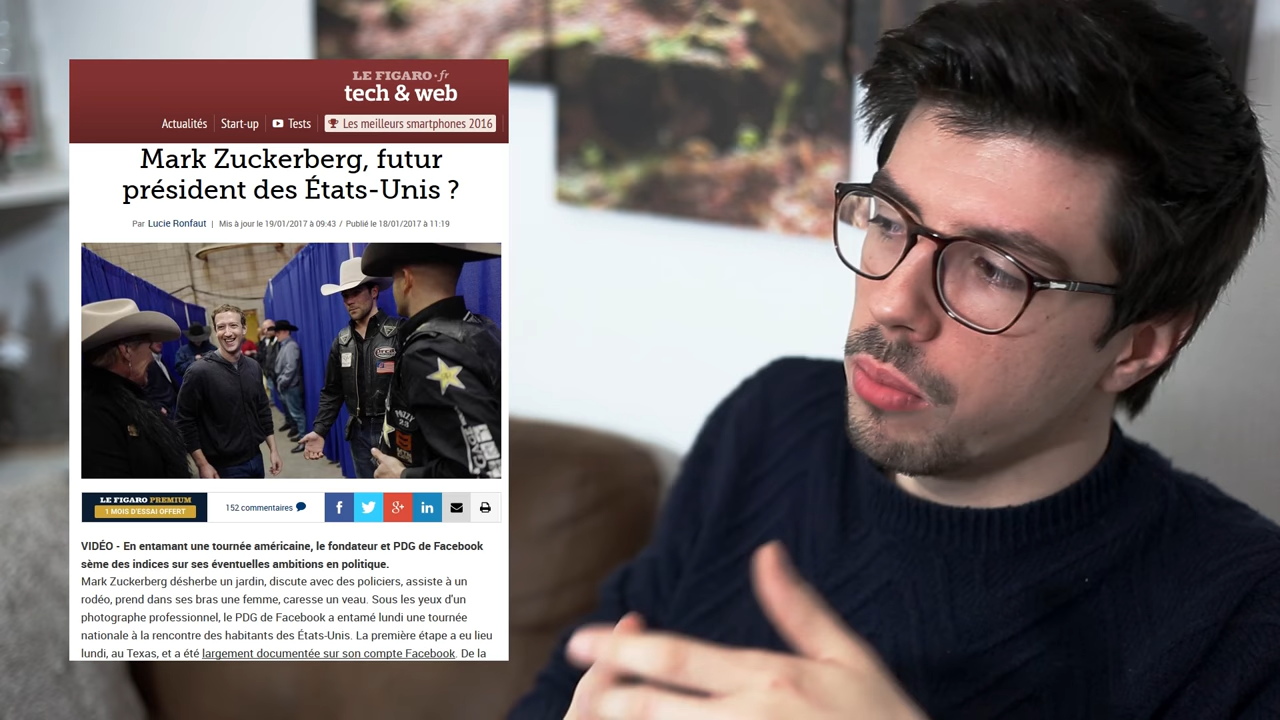 LE FIGARO·fr
tech & web
Actualités Start-up Tests Les meilleurs smartphones 2016
Mark Zuckerberg, futur
président des États-Unis ?
Par Lucie Ronfaut | Mis à jour le 19/01/2017 à 09:43 / Publié le 18/01/2017 à 11:19
LE FIGARO PREMIUM
1 MOIS D'ESSAI OFFERT
152 commentaires
VIDÉO - En entamant une tournée américaine, le fondateur et PDG de Facebook
sème des indices sur ses éventuelles ambitions en politique.
Mark Zuckerberg désherbe un jardin, discute avec des policiers, assiste à un
rodéo, prend dans ses bras une femme, caresse un veau. Sous les yeux d'un
photographe professionnel, le PDG de Facebook a entamé lundi une tournée
nationale à la rencontre des habitants des États-Unis. La première étape a eu lieu
lundi, au Texas, et a été largement documentée sur son compte Facebook. De la